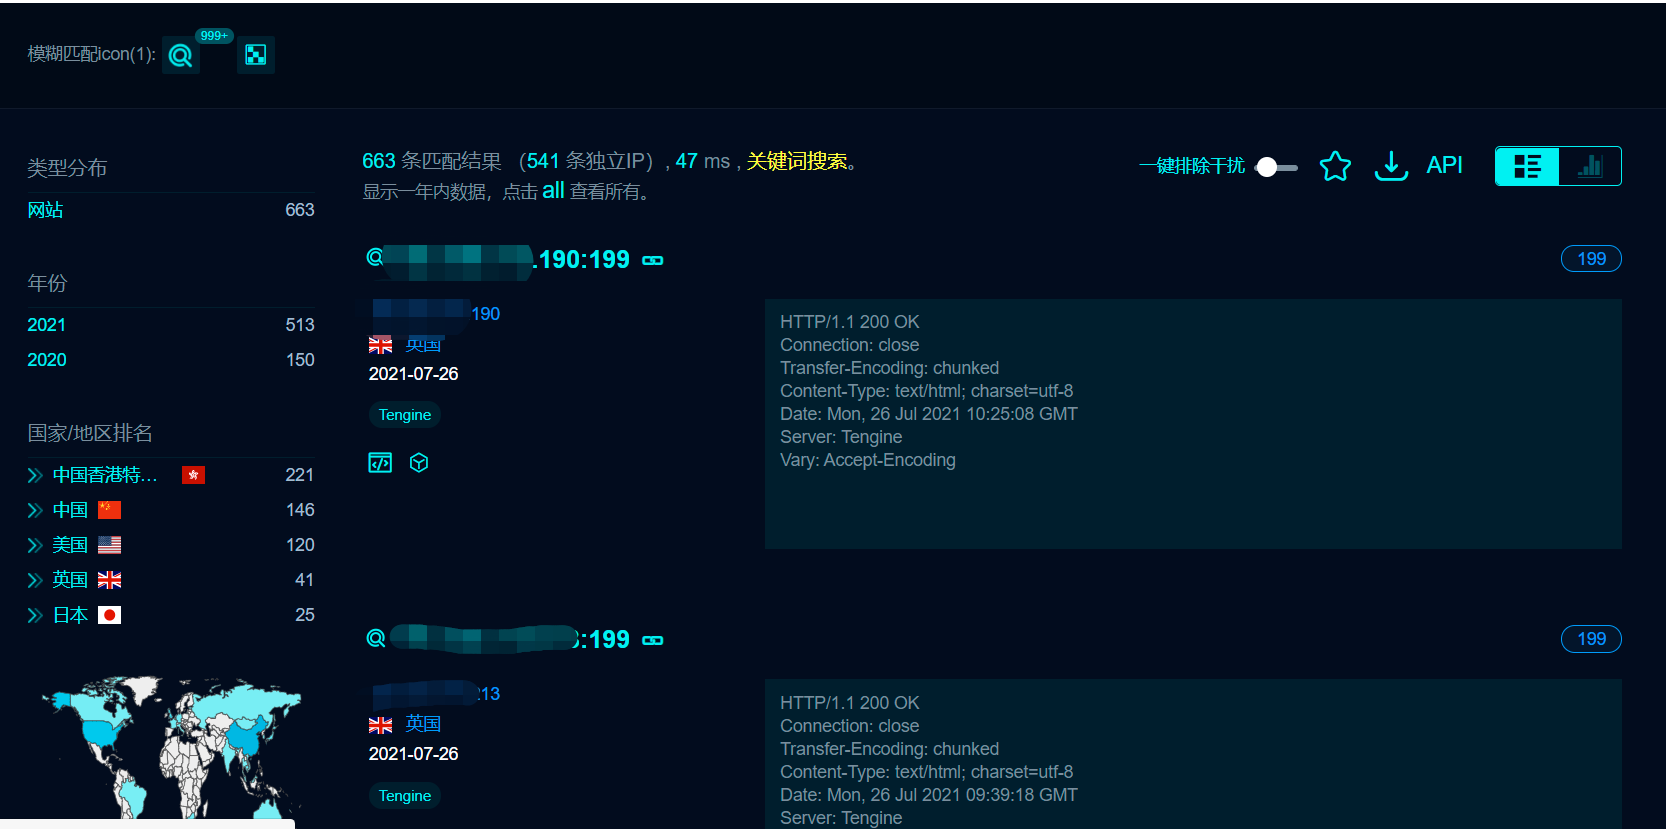 模糊匹配icon(1):
999+
类型分布
网站 663
年份
2021 513
2020 150
国家/地区排名
中国香港特... 221
中国 146
美国 120
英国 41
日本 25
663 条匹配结果 （541 条独立IP）, 47 ms , 关键词搜索。
显示一年内数据，点击 all 查看所有。
一键排除干扰
API
.190:199
199
190
英国
2021-07-26
Tengine
HTTP/1.1 200 OK
Connection: close
Transfer-Encoding: chunked
Content-Type: text/html; charset=utf-8
Date: Mon, 26 Jul 2021 10:25:08 GMT
Server: Tengine
Vary: Accept-Encoding
:199
199
213
英国
2021-07-26
Tengine
HTTP/1.1 200 OK
Connection: close
Transfer-Encoding: chunked
Content-Type: text/html; charset=utf-8
Date: Mon, 26 Jul 2021 09:39:18 GMT
Server: Tengine